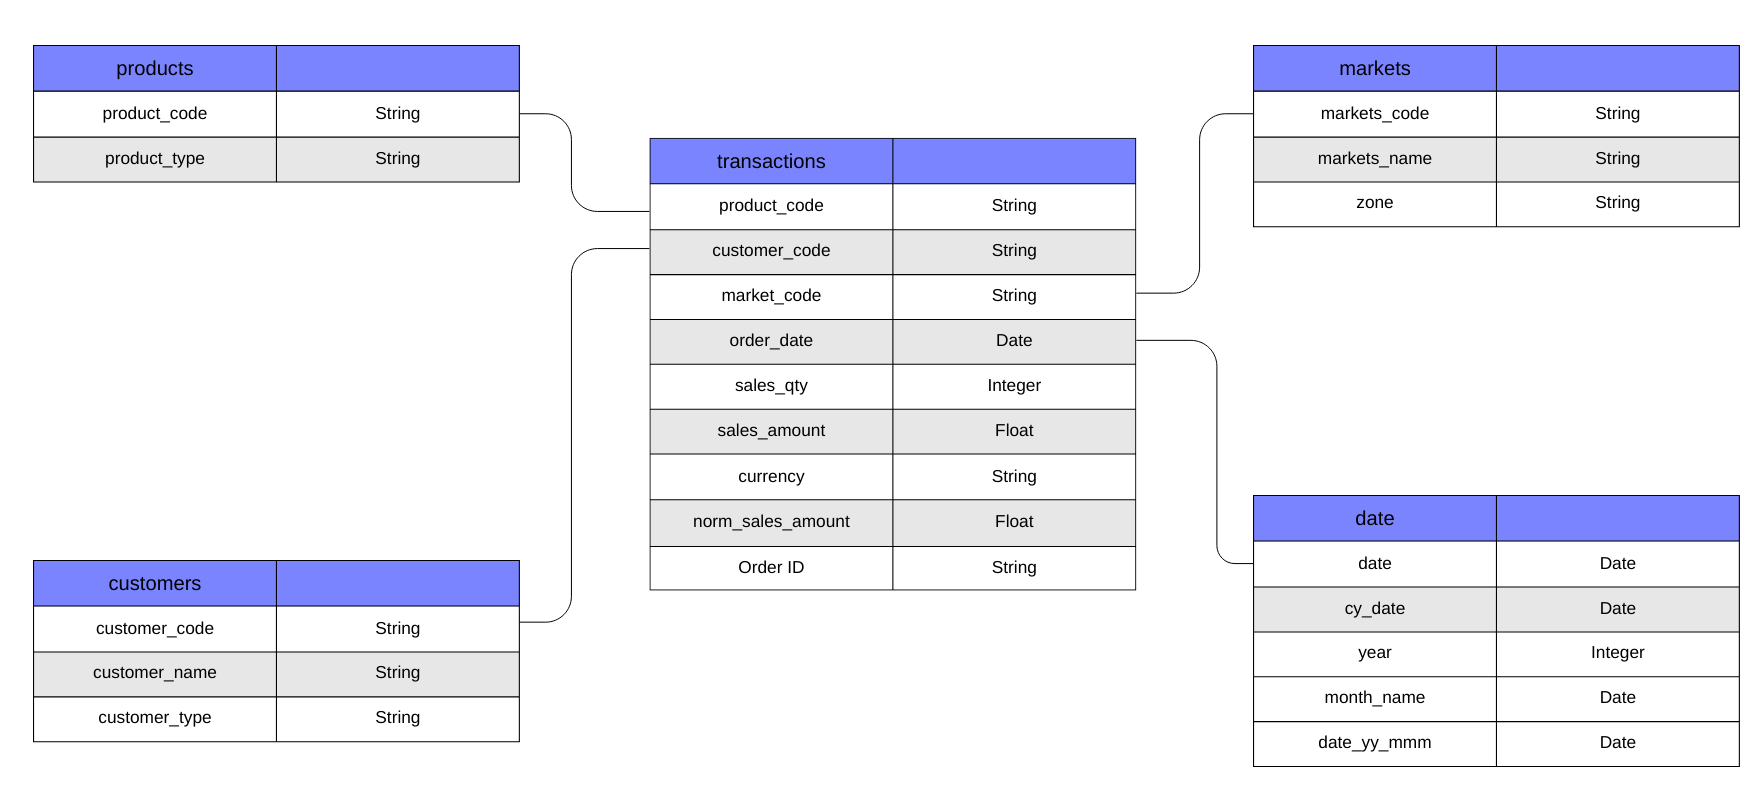 products
product_code String
product_type String
transactions
product_code String
customer_code String
market_code String
order_date Date
sales_qty Integer
sales_amount Float
currency String
norm_sales_amount Float
Order ID String
markets
markets_code String
markets_name String
zone String
customers
customer_code String
customer_name String
customer_type String
date
date Date
cy_date Date
year Integer
month_name Date
date_yy_mmm Date